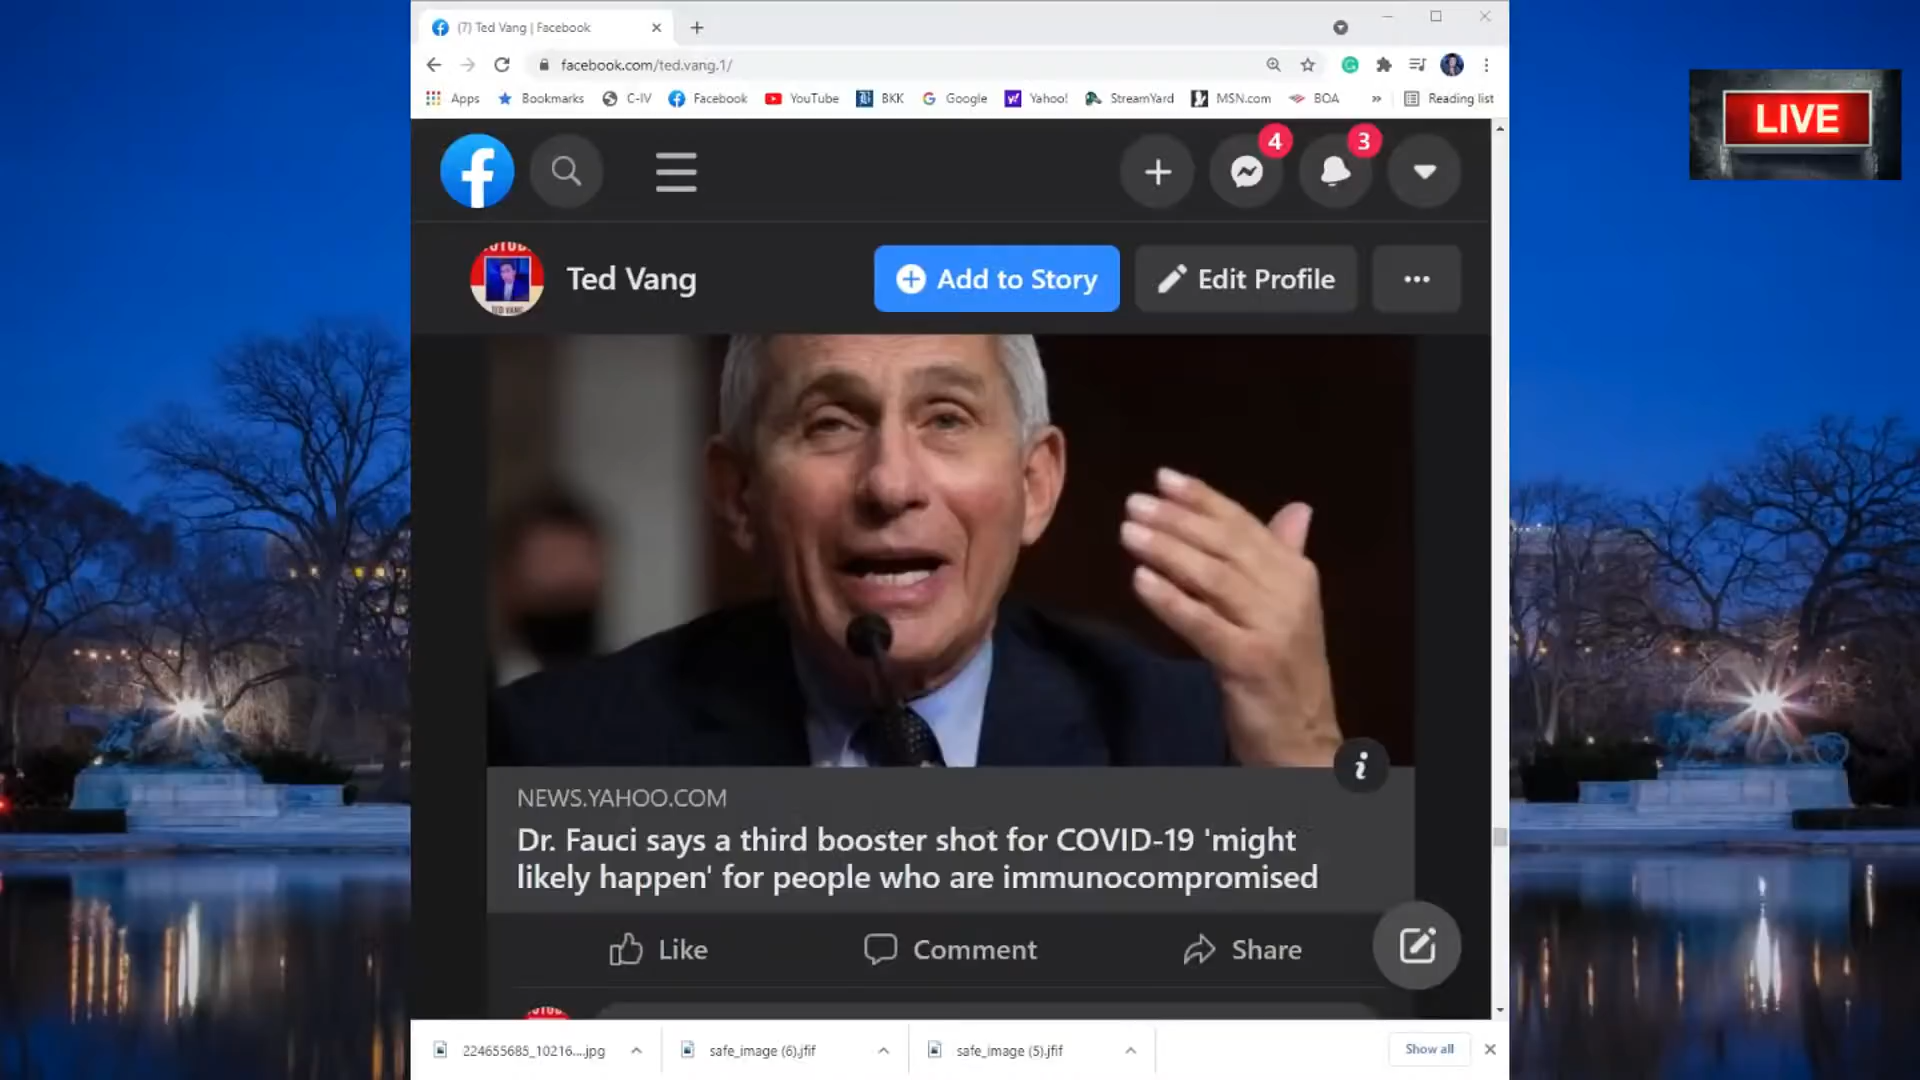 (7) Ted Vang | Facebook
facebook.com/ted.vang.1/
Apps Bookmarks C-IV Facebook YouTube BKK Google Yahoo! StreamYard MSN.com BOA » Reading list
LIVE
4 3
Ted Vang
Add to Story
Edit Profile
TED VANG
NEWS.YAHOO.COM
Dr. Fauci says a third booster shot for COVID-19 'might
likely happen' for people who are immunocompromised
Like Comment Share
224655685_10216....jpg safe_image (6).jfif safe_image (5).jfif Show all